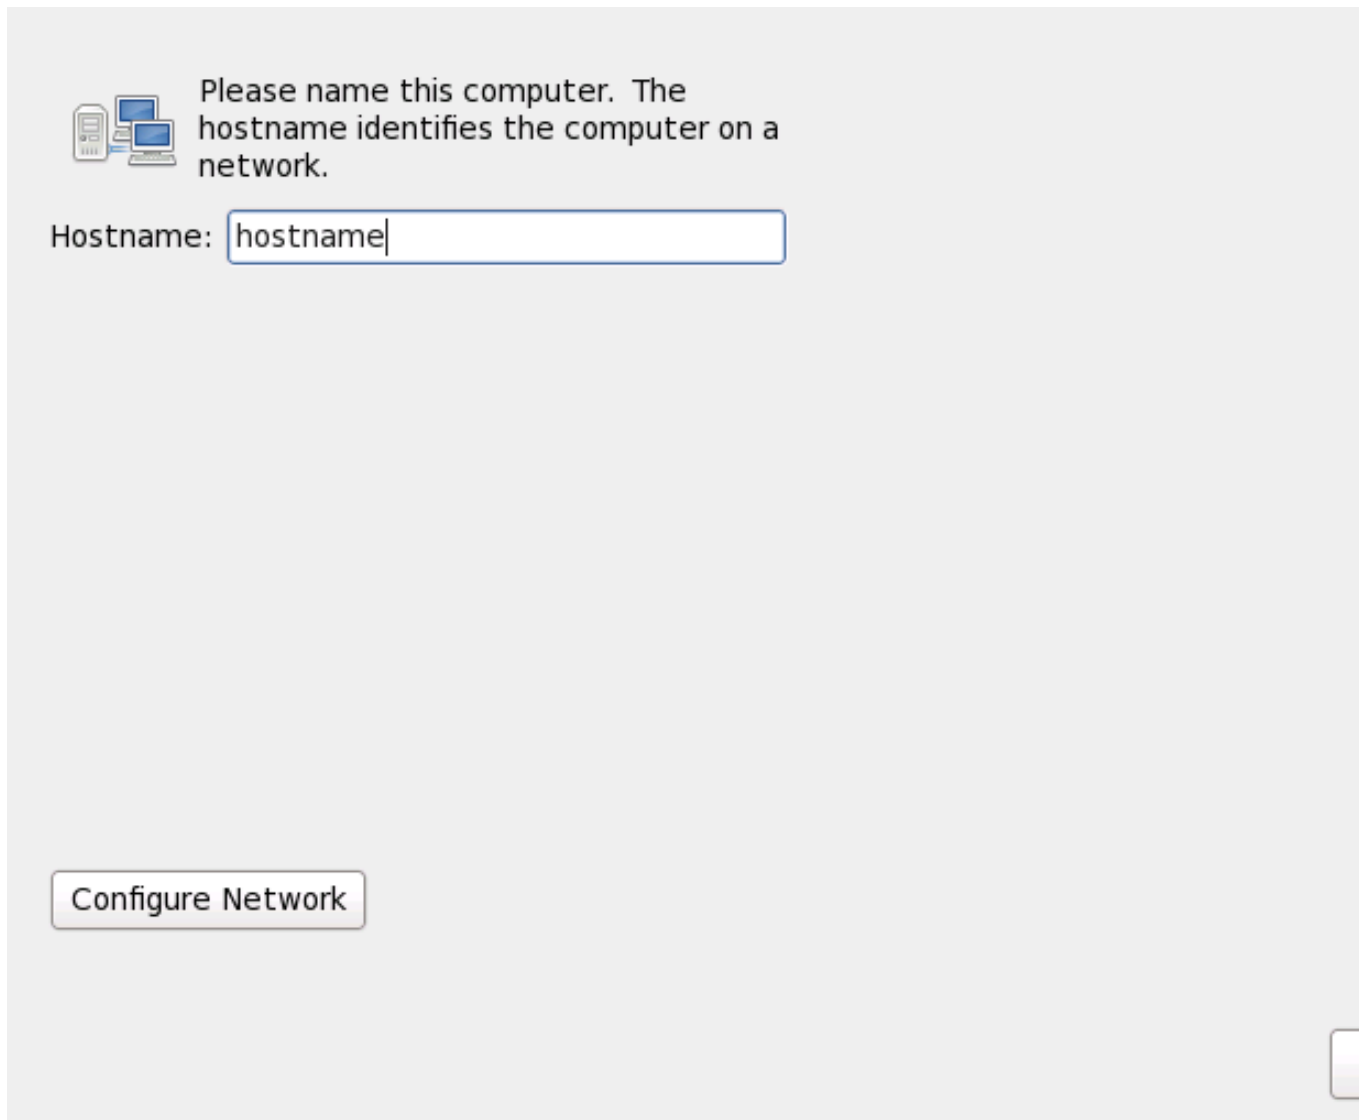 Please name this computer.  The
hostname identifies the computer on a
network.
Hostname: hostname
Configure Network